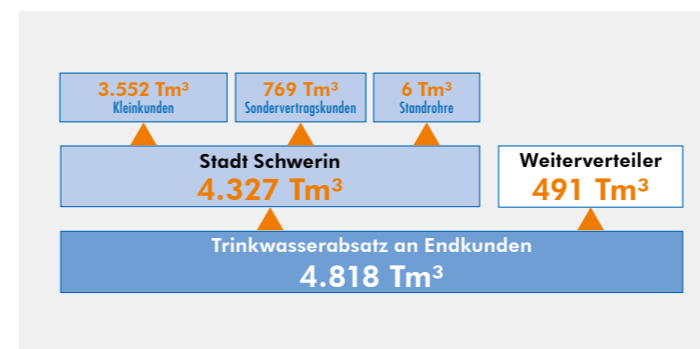 3.552 Tm³
Kleinkunden
769 Tm³
Sondervertragskunden
6 Tm³
Standrohre
Stadt Schwerin
4.327 Tm³
Weiterverteiler
491 Tm³
Trinkwasserabsatz an Endkunden
4.818 Tm³